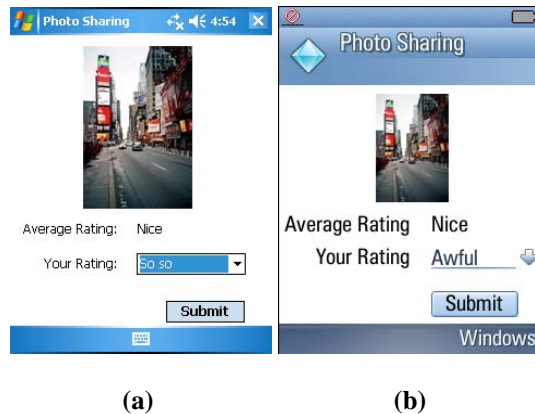 Photo Sharing 4:54
Average Rating: Nice
Your Rating: So so
Submit
Photo Sharing
Average Rating Nice
Your Rating Awful
Submit
Windows
(a) (b)